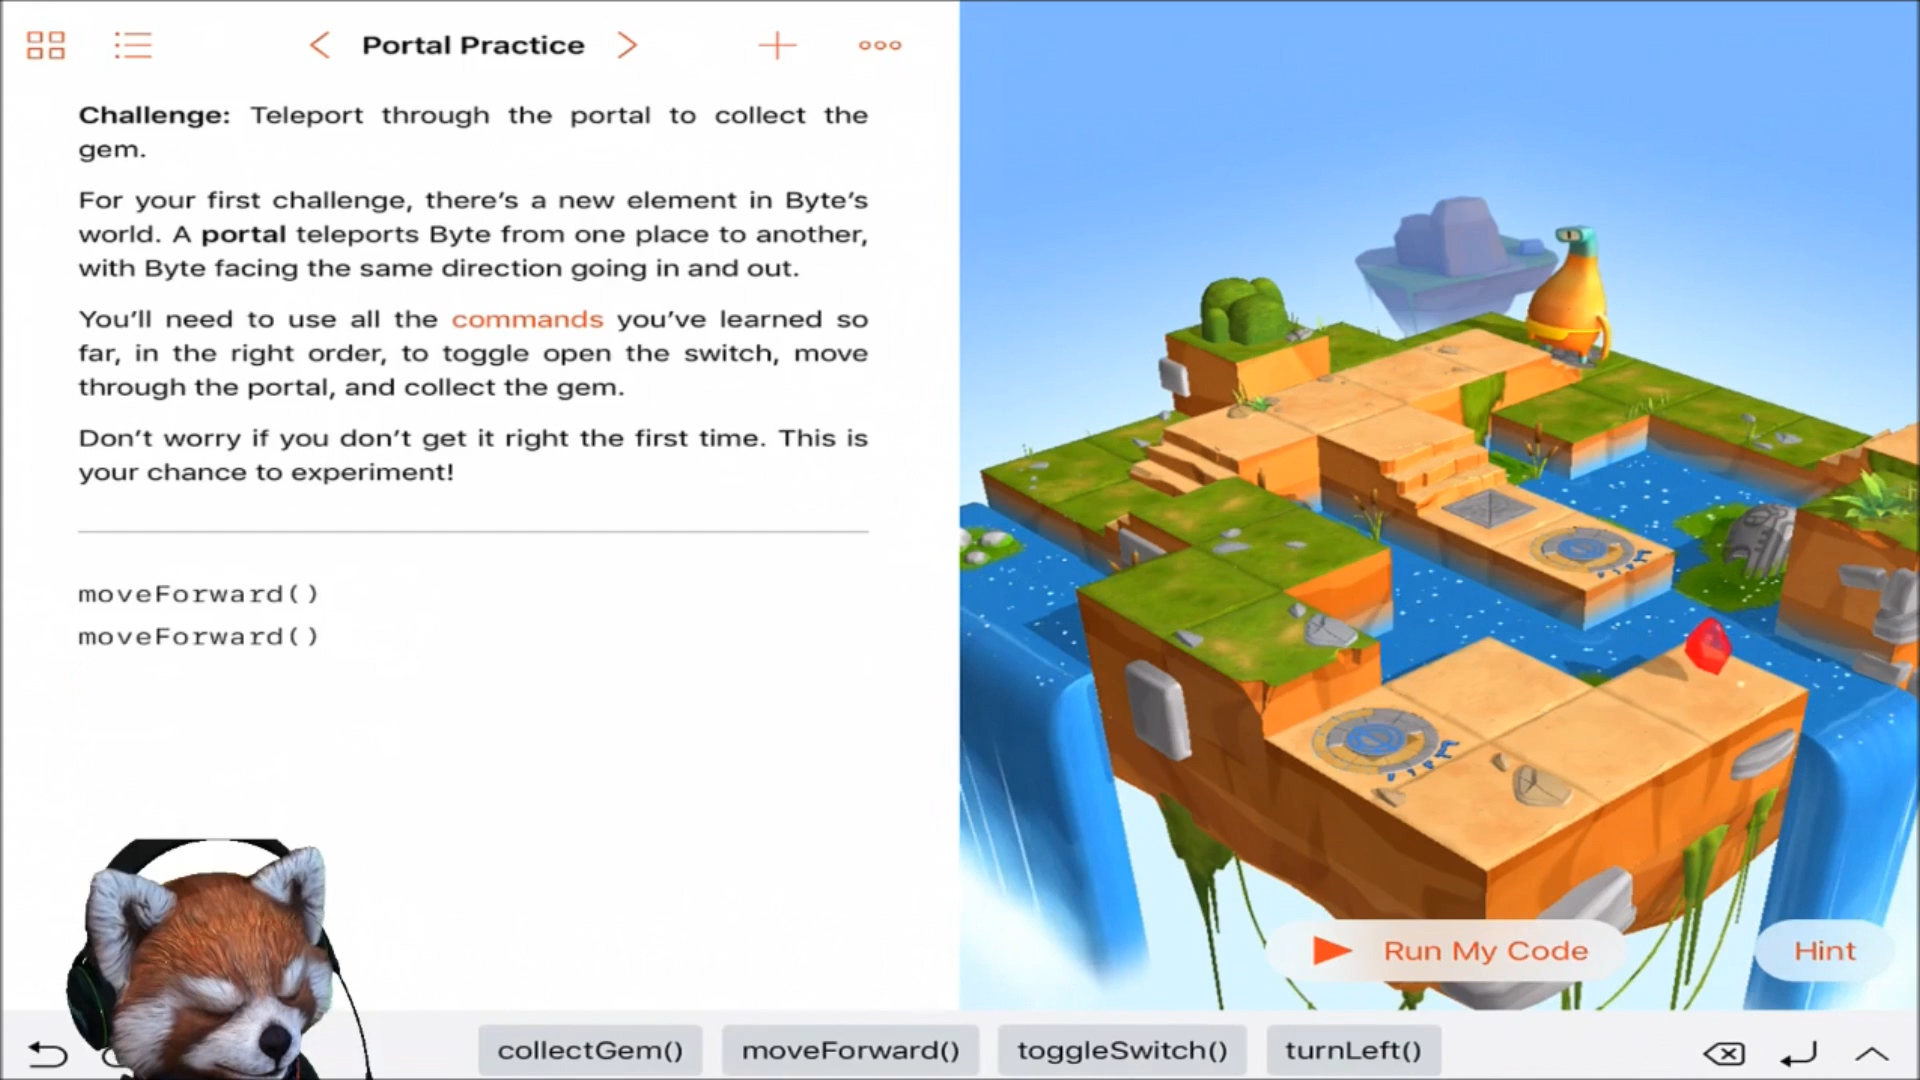 Portal Practice
Challenge: Teleport through the portal to collect the
gem.
For your first challenge, there's a new element in Byte's
world. A portal teleports Byte from one place to another,
with Byte facing the same direction going in and out.
You'll need to use all the commands you've learned so
far, in the right order, to toggle open the switch, move
through the portal, and collect the gem.
Don't worry if you don't get it right the first time. This is
your chance to experiment!
moveForward()
moveForward()
Run My Code
Hint
collectGem()
moveForward()
toggleSwitch()
turnLeft()